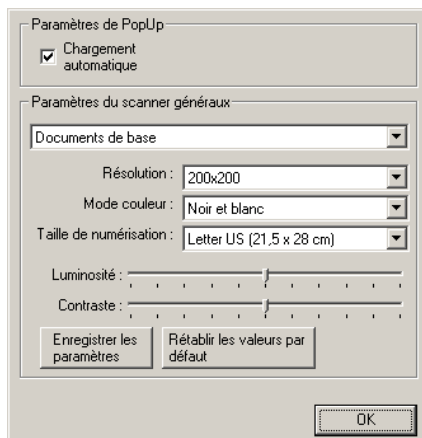 Paramètres de PopUp
Chargement
automatique
Paramètres du scanner généraux
Documents de base
Résolution : 200x200
Mode couleur : Noir et blanc
Taille de numérisation : Letter US (21,5 x 28 cm)
Luminosité :
Contraste :
Enregistrer les
paramètres
Rétablir les valeurs par
défaut
OK